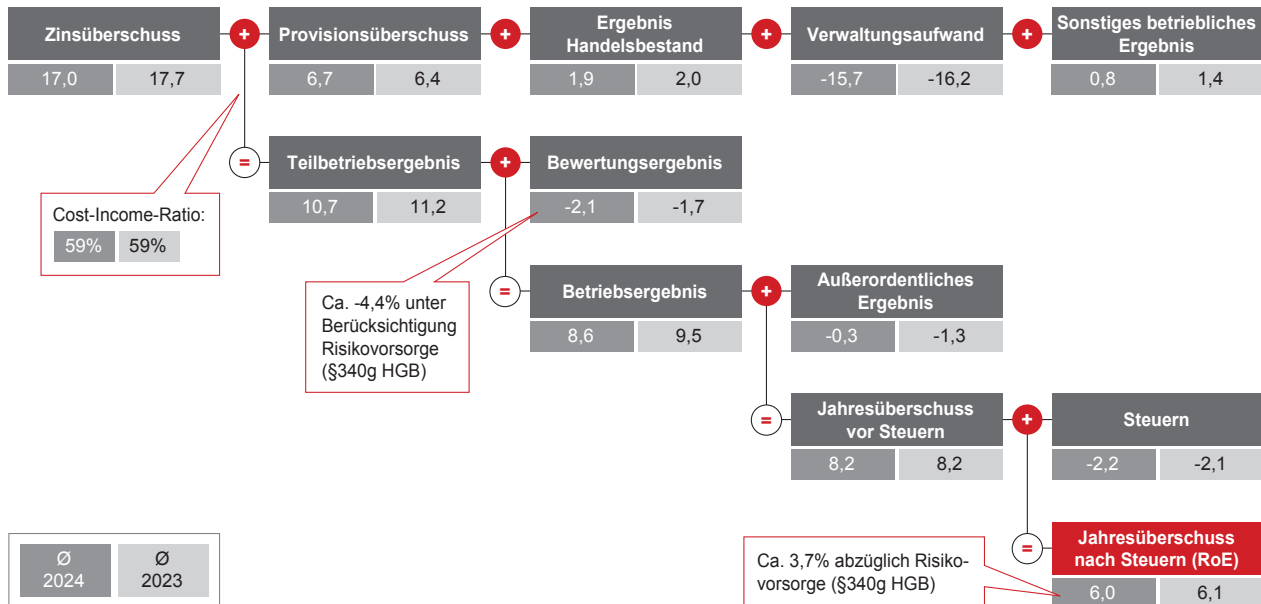 Zinsüberschuss + Provisionsüberschuss + Ergebnis Handelsbestand + Verwaltungsaufwand + Sonstiges betriebliches Ergebnis
17,0 17,7 6,7 6,4 1,9 2,0 -15,7 -16,2 0,8 1,4
= Teilbetriebsergebnis + Bewertungsergebnis
10,7 11,2 -2,1 -1,7
Cost-Income-Ratio:
59% 59%
= Betriebsergebnis + Außerordentliches Ergebnis
8,6 9,5 -0,3 -1,3
Ca. -4,4% unter
Berücksichtigung
Risikovorsorge
(§340g HGB)
= Jahresüberschuss vor Steuern + Steuern
8,2 8,2 -2,2 -2,1
= Jahresüberschuss
nach Steuern (RoE)
6,0 6,1
Ca. 3,7% abzüglich Risiko-
vorsorge (§340g HGB)
Ø Ø
2024 2023